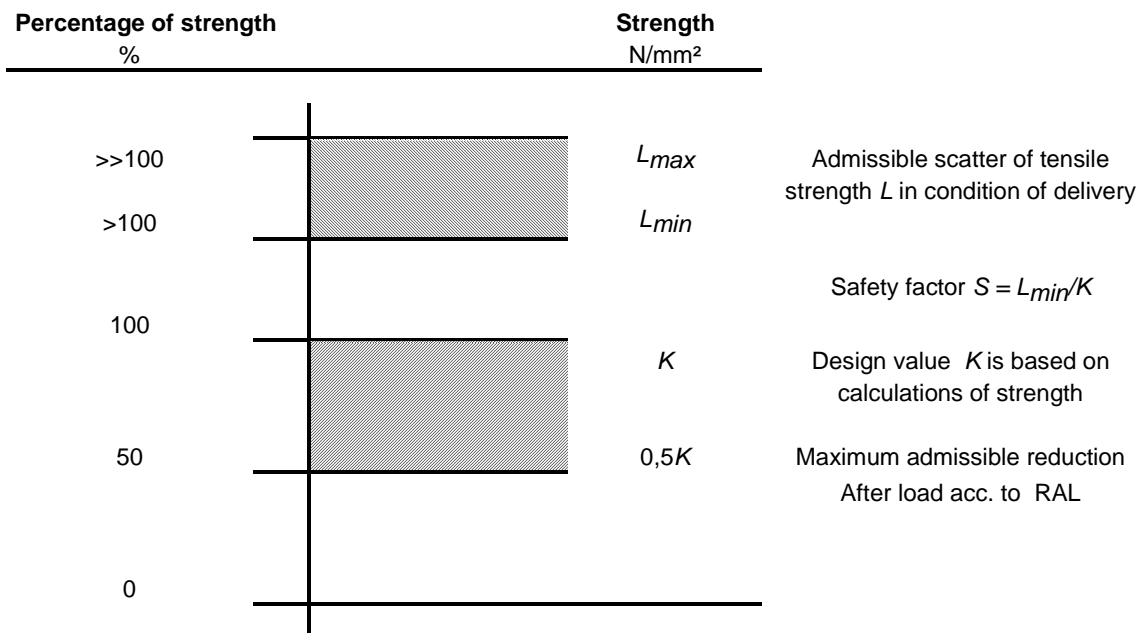 Percentage of strength Strength
% N/mm²
>>100 Lmax Admissible scatter of tensile
strength L in condition of delivery
>100 Lmin
Safety factor S = Lmin/K
100
K Design value K is based on
calculations of strength
50 0,5K Maximum admissible reduction
After load acc. to RAL
0